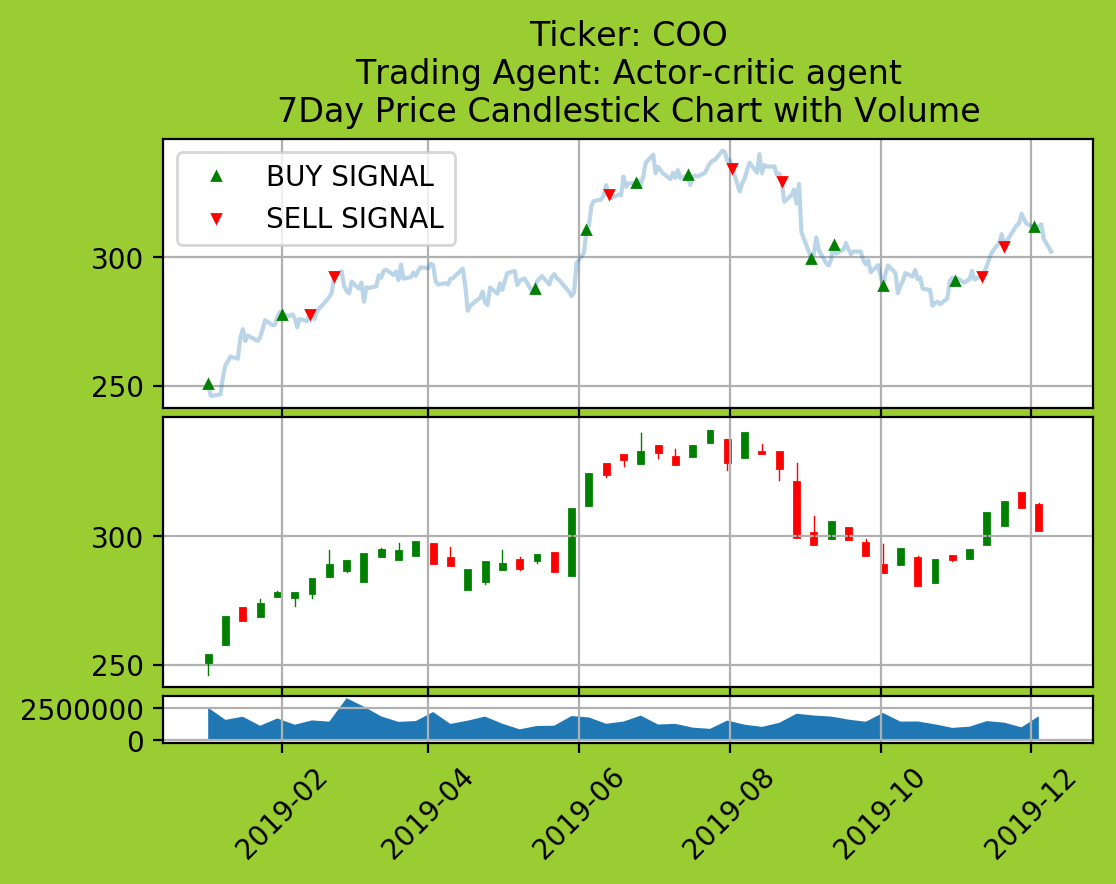 Ticker: COO
Trading Agent: Actor-critic agent
7Day Price Candlestick Chart with Volume
BUY SIGNAL
SELL SIGNAL
300
250
300
250
2500000
0
2019-02
2019-04
2019-06
2019-08
2019-10
2019-12